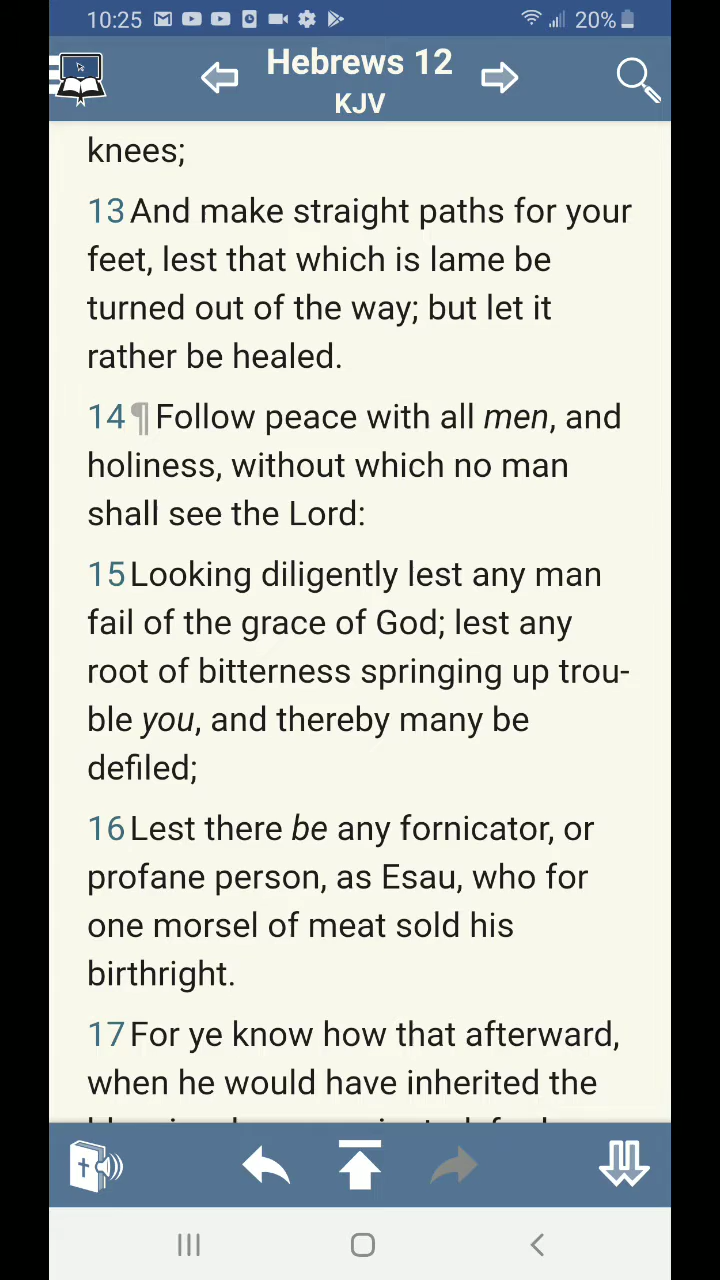 10:25 20%
Hebrews 12
KJV
knees;
13 And make straight paths for your
feet, lest that which is lame be
turned out of the way; but let it
rather be healed.
14 ¶ Follow peace with all men, and
holiness, without which no man
shall see the Lord:
15 Looking diligently lest any man
fail of the grace of God; lest any
root of bitterness springing up trou-
ble you, and thereby many be
defiled;
16 Lest there be any fornicator, or
profane person, as Esau, who for
one morsel of meat sold his
birthright.
17 For ye know how that afterward,
when he would have inherited the